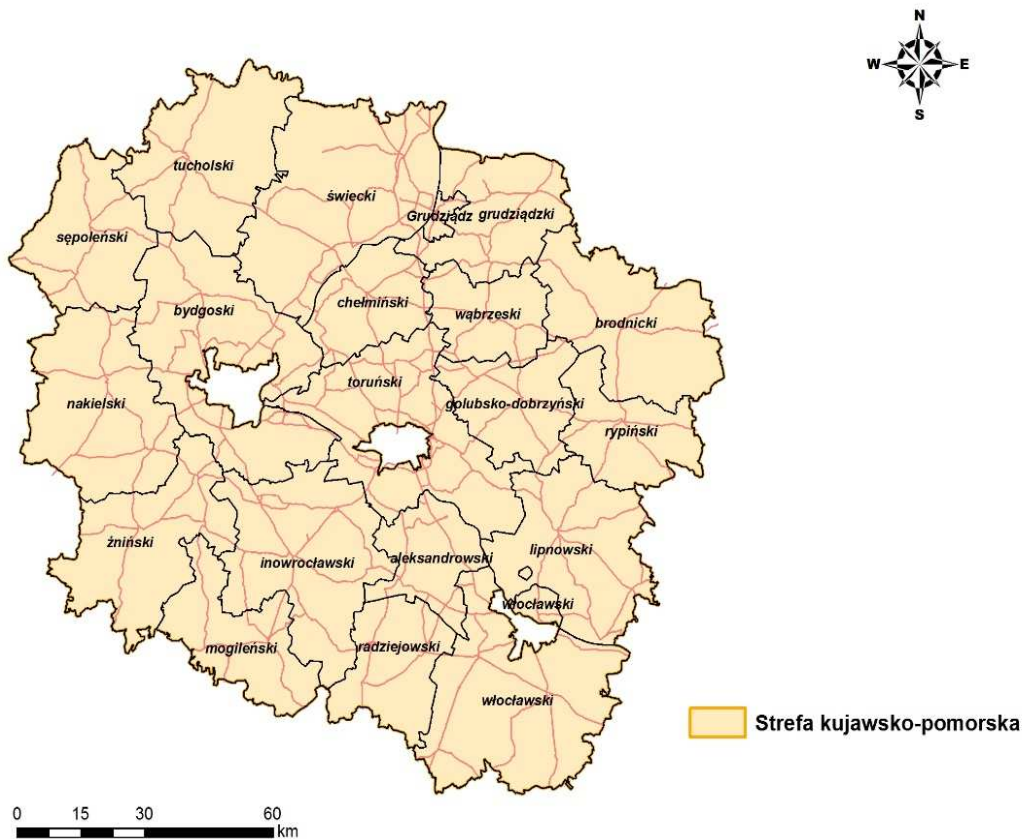 N
W E
S
tucholski
świecki
Grudziądz grudziądzki
sępoleński
chełmiński
bydgoski
wąbrzeski
brodnicki
toruński
nakielski
golubsko-dobrzyński
rypiński
żniński
inowrocławski
aleksandrowski
lipnowski
włocławski
mogileński
radziejowski
włocławski
Strefa kujawsko-pomorska
0 15 30 60
km